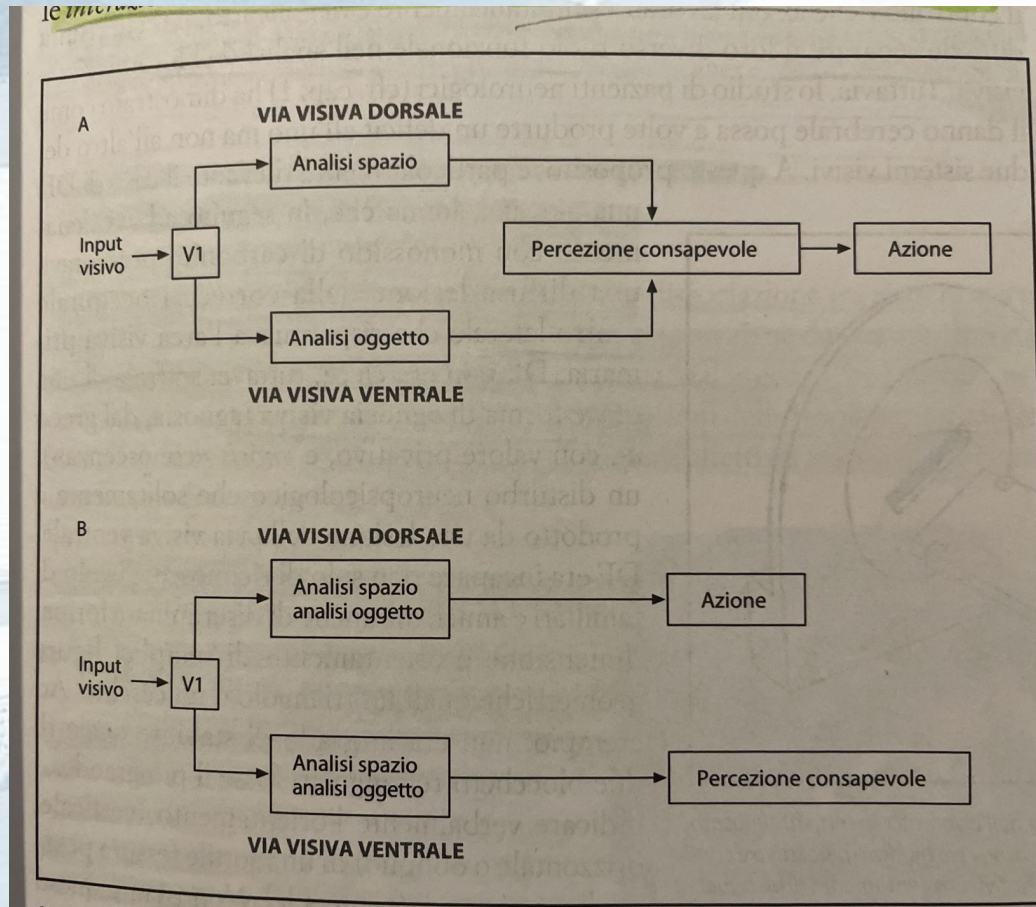 A
VIA VISIVA DORSALE
Analisi spazio
Input
visivo
V1
Percezione consapevole
Azione
Analisi oggetto
VIA VISIVA VENTRALE
B
VIA VISIVA DORSALE
Analisi spazio
analisi oggetto
Azione
Input
visivo
V1
Analisi spazio
analisi oggetto
Percezione consapevole
VIA VISIVA VENTRALE